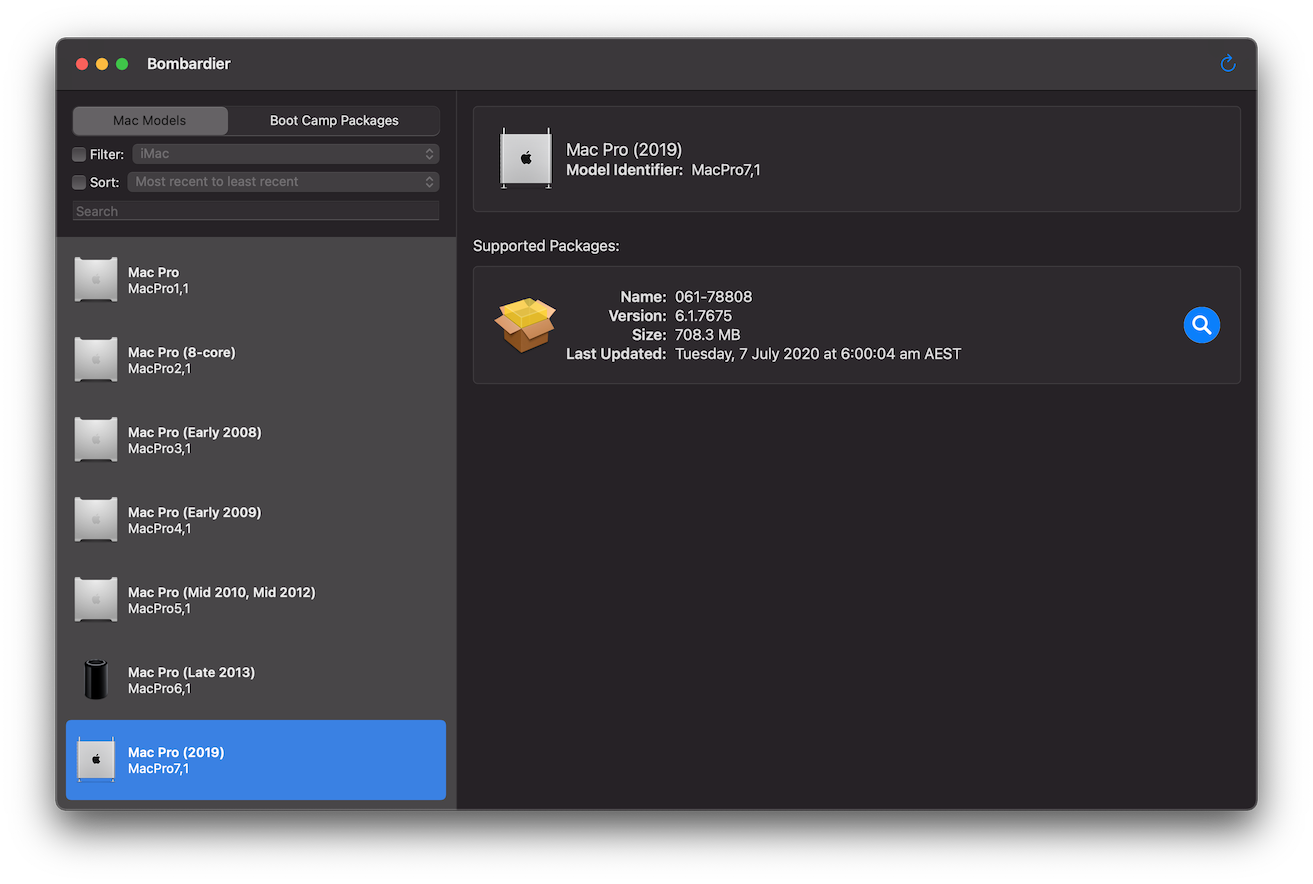 Bombardier
Mac Models
Boot Camp Packages
Filter: iMac
Sort: Most recent to least recent
Search
Mac Pro
MacPro1,1
Mac Pro (8-core)
MacPro2,1
Mac Pro (Early 2008)
MacPro3,1
Mac Pro (Early 2009)
MacPro4,1
Mac Pro (Mid 2010, Mid 2012)
MacPro5,1
Mac Pro (Late 2013)
MacPro6,1
Mac Pro (2019)
MacPro7,1
Mac Pro (2019)
Model Identifier: MacPro7,1
Supported Packages:
Name: 061-78808
Version: 6.1.7675
Size: 708.3 MB
Last Updated: Tuesday, 7 July 2020 at 6:00:04 am AEST